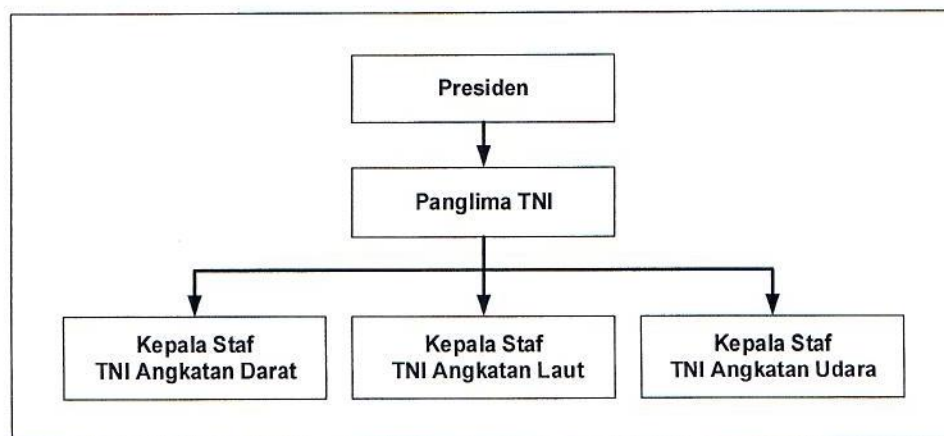 Presiden
Panglima TNI
Kepala Staf
TNI Angkatan Darat
Kepala Staf
TNI Angkatan Laut
Kepala Staf
TNI Angkatan Udara